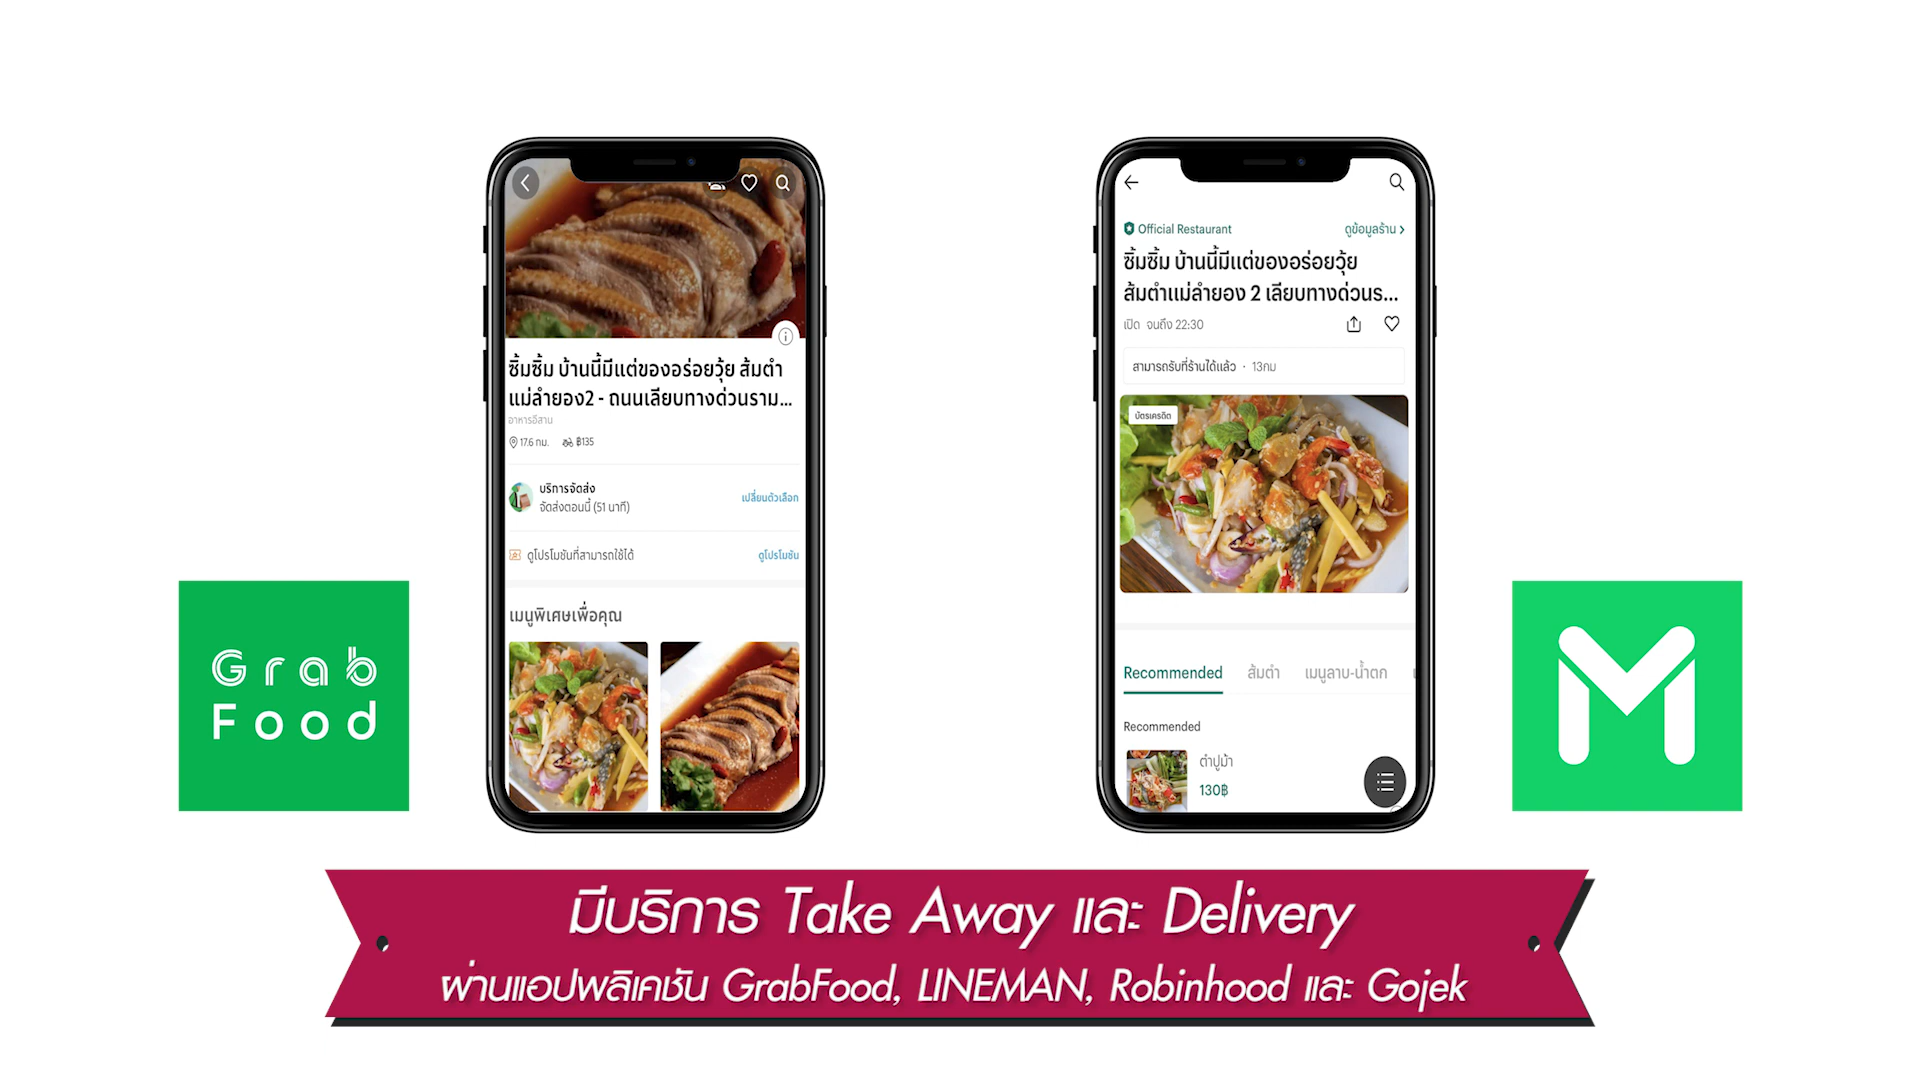 ซิ้มซิ้ม บ้านนี้มีแต่ของอร่อยวุ้ย ส้มตำ
แม่ลำยอง2 - ถนนเลียบทางด่วนราม...
อาหารอีสาน
17.6 กม. ฿135
บริการจัดส่ง
จัดส่งตอนนี้ (51 นาที)
เปลี่ยนตัวเลือก
ดูโปรโมชันที่สามารถใช้ได้
ดูโปรโมชัน
เมนูพิเศษเพื่อคุณ
Grab
Food
Official Restaurant
ดูข้อมูลร้าน >
ซิ้มซิ้ม บ้านนี้มีแต่ของอร่อยวุ้ย
ส้มตำแม่ลำยอง 2 เลียบทางด่วนร...
เปิด จนถึง 22:30
สามารถรับที่ร้านได้แล้ว · 13กม
บัตรเครดิต
Recommended ส้มตำ เมนูลาบ-น้ำตก
Recommended
ตำปูม้า
130฿
M
มีบริการ Take Away และ Delivery
ผ่านแอปพลิเคชัน GrabFood, LINEMAN, Robinhood และ Gojek